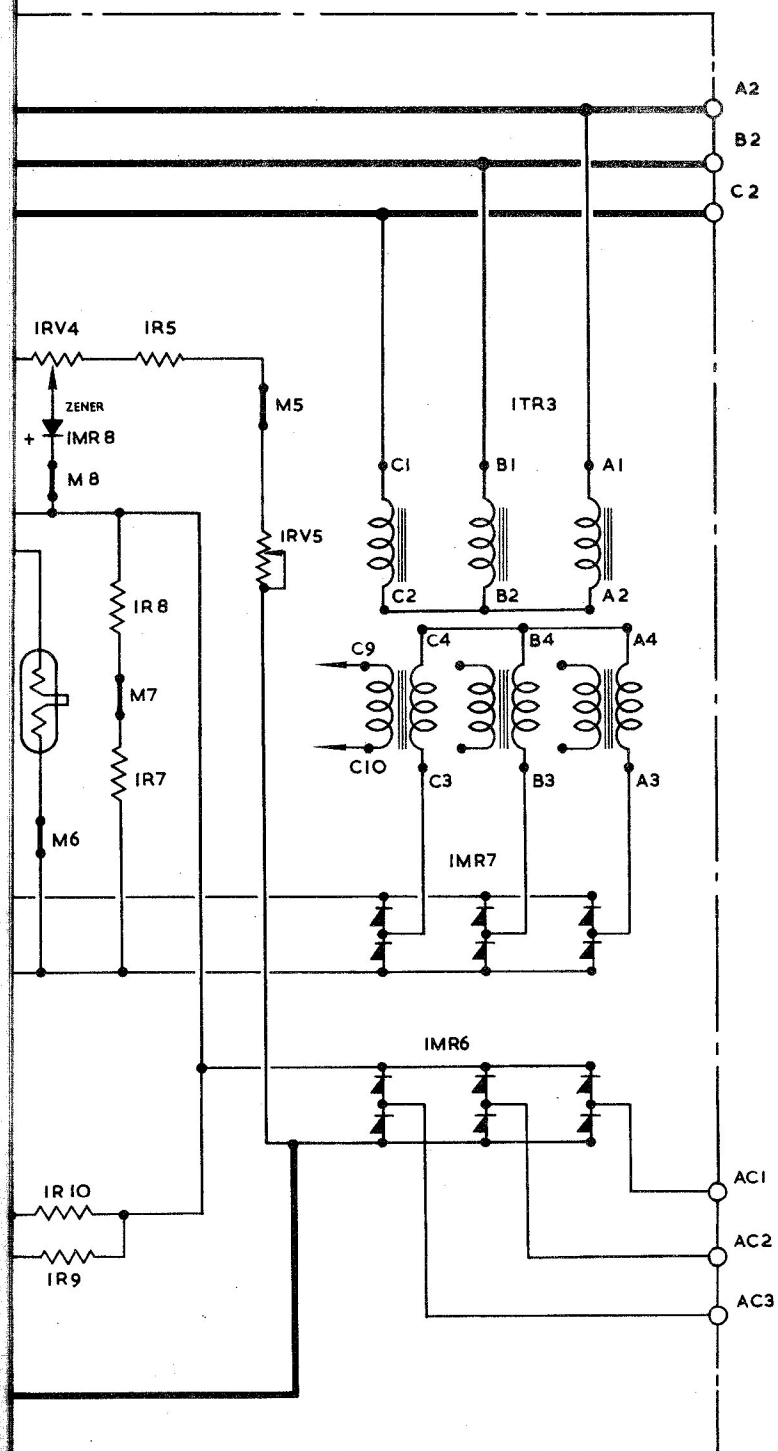 A2
B2
C2
IRV4
IR5
ZENER
+ IMR8
M8
M5
ITR3
C1
B1
A1
IRV5
IR8
C2
B2
A2
C9
C4
B4
A4
M7
IR7
C10
C3
B3
A3
M6
IMR7
IMR6
IR10
IR9
AC1
AC2
AC3